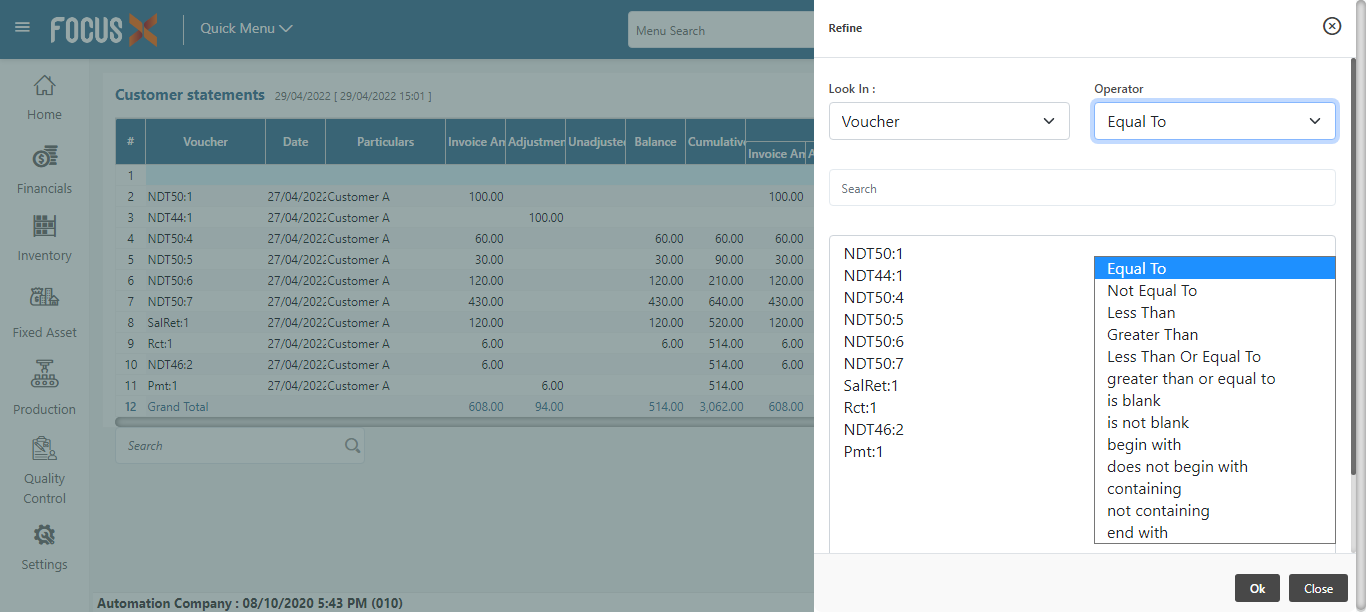 FOCUS X
Quick Menu
Menu Search
Home
Financials
Inventory
Fixed Asset
Production
Quality
Control
Settings
Customer statements 29/04/2022 [ 29/04/2022 15:01 ]
# Voucher Date Particulars Invoice An Adjustmer Unadjuste Balance Cumulativ
Invoice An A
1
2 NDT50:1 27/04/2022 Customer A 100.00 100.00
3 NDT44:1 27/04/2022 Customer A 100.00
4 NDT50:4 27/04/2022 Customer A 60.00 60.00 60.00 60.00
5 NDT50:5 27/04/2022 Customer A 30.00 30.00 90.00 30.00
6 NDT50:6 27/04/2022 Customer A 120.00 120.00 210.00 120.00
7 NDT50:7 27/04/2022 Customer A 430.00 430.00 640.00 430.00
8 SalRet:1 27/04/2022 Customer A 120.00 120.00 520.00 120.00
9 Rct:1 27/04/2022 Customer A 6.00 6.00 514.00 6.00
10 NDT46:2 27/04/2022 Customer A 6.00 514.00 6.00
11 Pmt:1 27/04/2022 Customer A 6.00 514.00
12 Grand Total 608.00 94.00 514.00 3,062.00 608.00
Search
Automation Company : 08/10/2020 5:43 PM (010)
Refine
Look In :
Voucher
Operator
Equal To
Search
NDT50:1
NDT44:1
NDT50:4
NDT50:5
NDT50:6
NDT50:7
SalRet:1
Rct:1
NDT46:2
Pmt:1
Equal To
Not Equal To
Less Than
Greater Than
Less Than Or Equal To
greater than or equal to
is blank
is not blank
begin with
does not begin with
containing
not containing
end with
Ok
Close